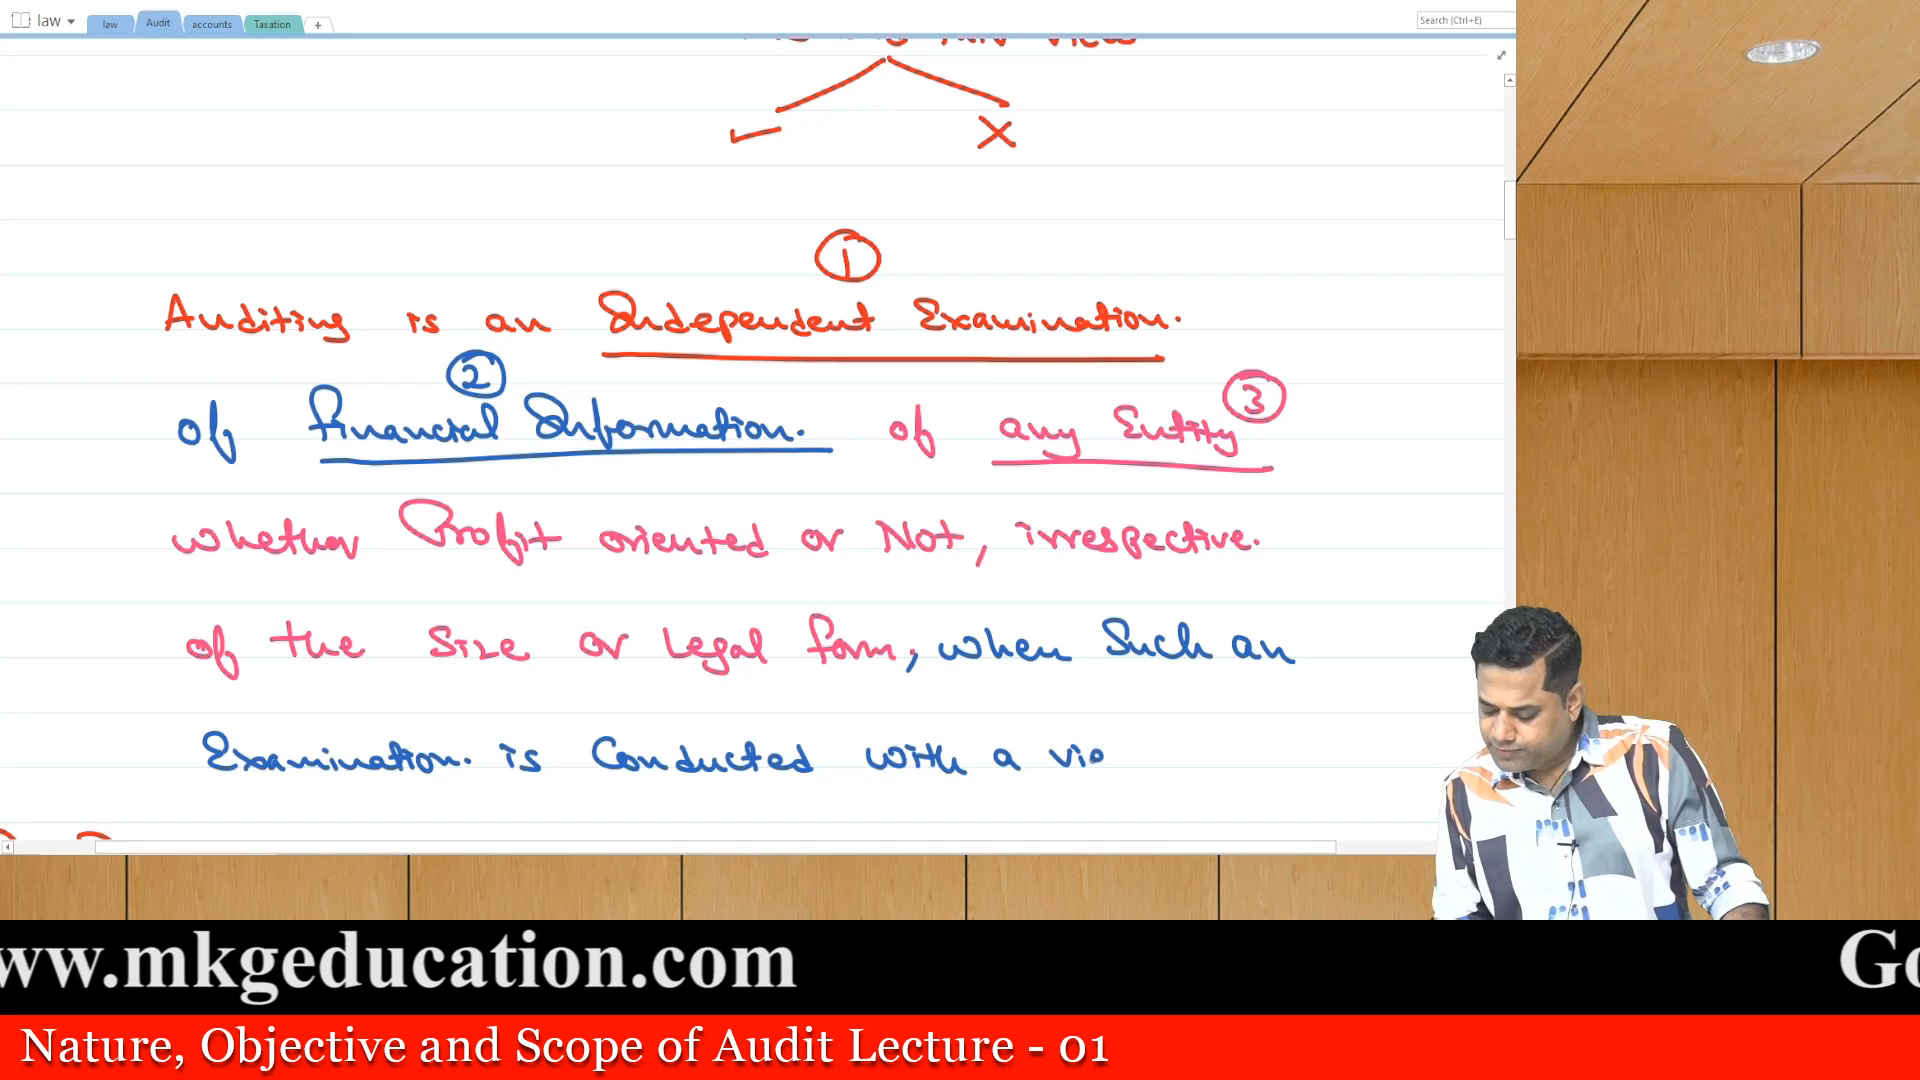 law
law
Audit
accounts
Taxation
+
Search (Ctrl+E)
①
Auditing is an Independent Examination.
②
③
of financial Information. of any Entity
whether Profit oriented or Not, irrespective.
of the Size or Legal form, when Such an
Examination. is Conducted with a vie
www.mkgeducation.com
Go
Nature, Objective and Scope of Audit Lecture - 01